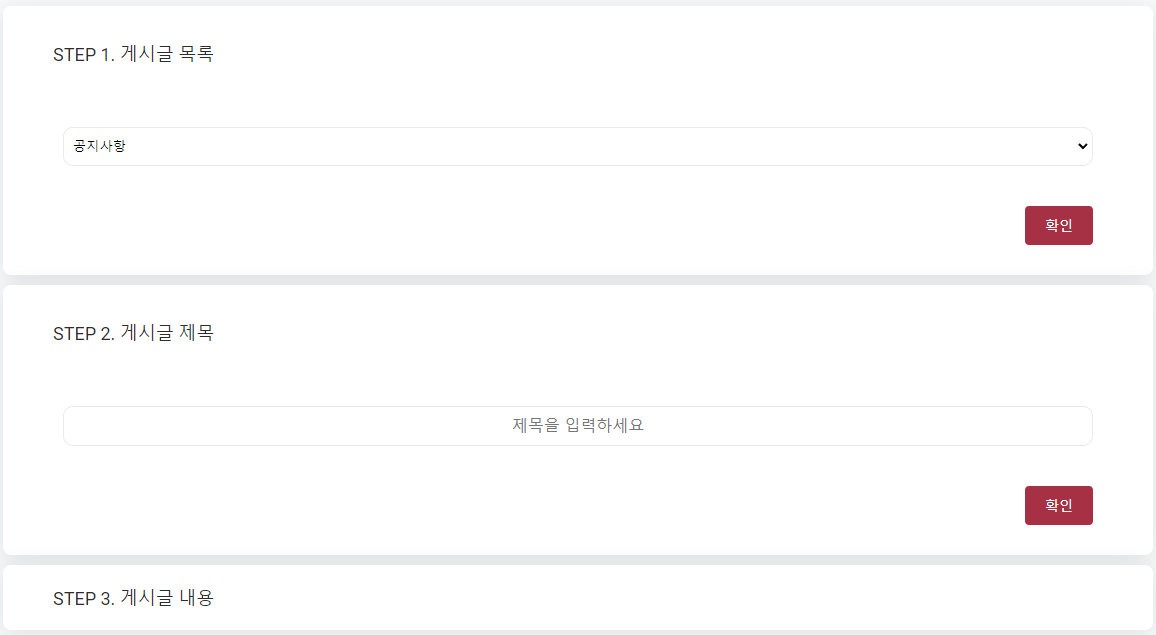 STEP 1. 게시글 목록
공지사항
확인
STEP 2. 게시글 제목
제목을 입력하세요
확인
STEP 3. 게시글 내용